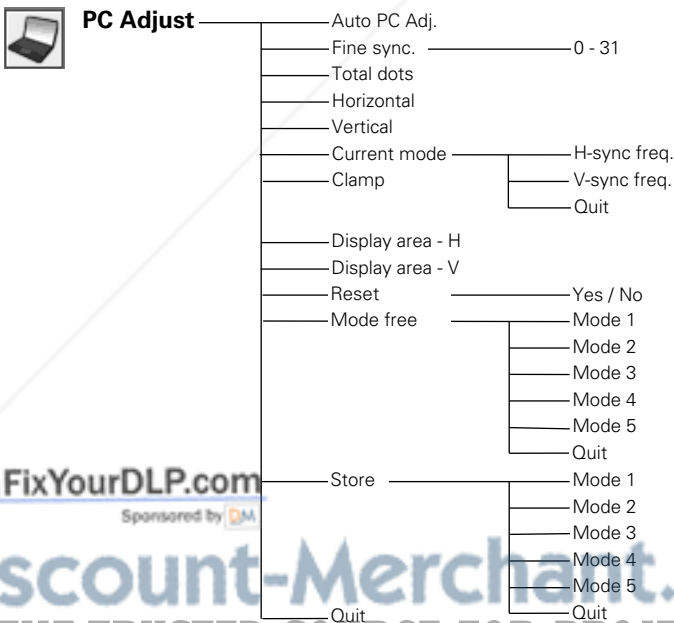 PC Adjust
Auto PC Adj.
Fine sync. 0 - 31
Total dots
Horizontal
Vertical
Current mode H-sync freq.
Clamp V-sync freq.
Quit
Display area - H
Display area - V
Reset Yes / No
Mode free Mode 1
Mode 2
Mode 3
Mode 4
Mode 5
Quit
FixYourDLP.com
Store Mode 1
Sponsored by DM
Mode 2
Mode 3
scount-Merchant.
Mode 4
Mode 5
Quit Quit